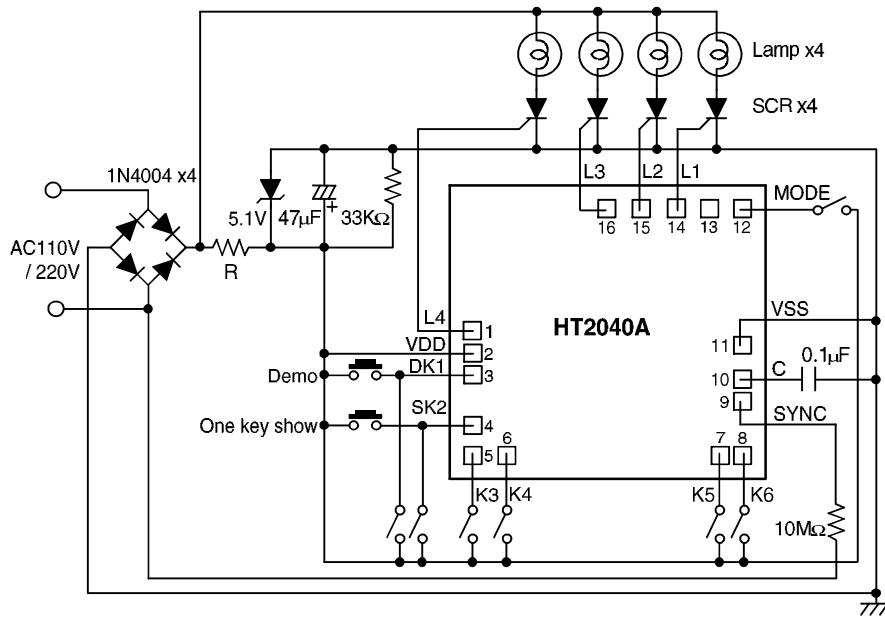 Lamp x4
SCR x4
1N4004 x4
L3
L2
L1
MODE
5.1V
47µF
33KΩ
16
15
14
13
12
AC110V
/ 220V
R
L4
1
HT2040A
VSS
VDD
2
11
0.1µF
Demo
DK1
3
10
C
9
SK2
SYNC
One key show
4
6
7
8
5
K3
K4
K5
K6
10MΩ